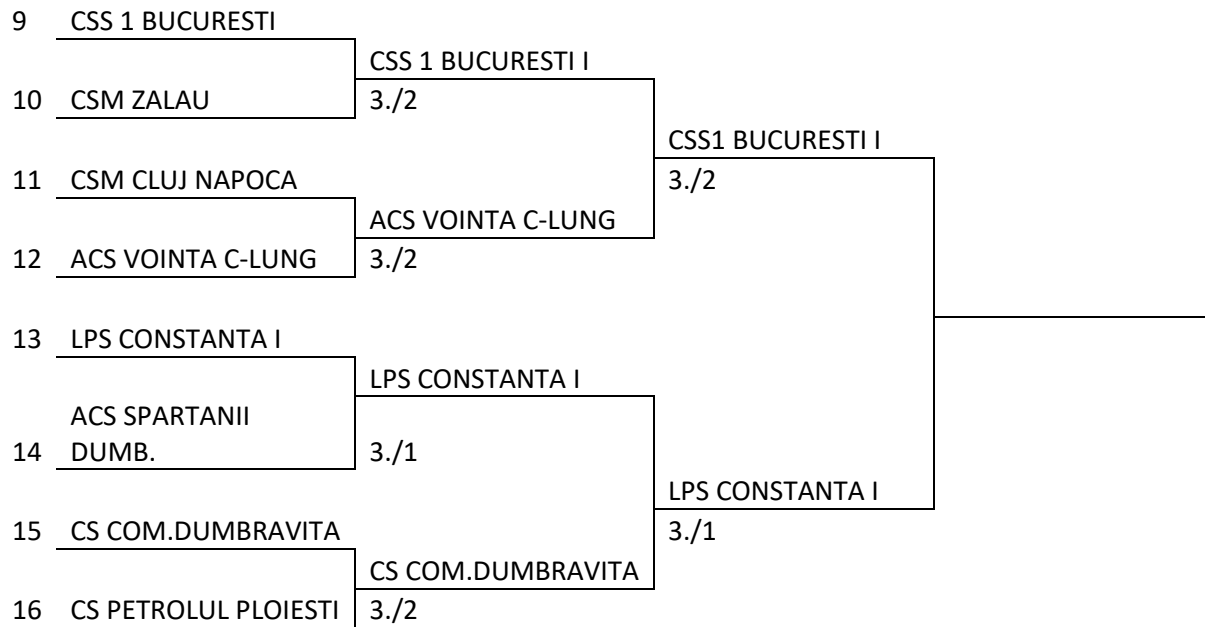 9 CSS 1 BUCURESTI
CSS 1 BUCURESTI I
10 CSM ZALAU 3./2
CSS1 BUCURESTI I
11 CSM CLUJ NAPOCA 3./2
ACS VOINTA C-LUNG
12 ACS VOINTA C-LUNG 3./2
13 LPS CONSTANTA I
LPS CONSTANTA I
ACS SPARTANII
14 DUMB. 3./1
LPS CONSTANTA I
15 CS COM.DUMBRAVITA 3./1
CS COM.DUMBRAVITA
16 CS PETROLUL PLOIESTI 3./2